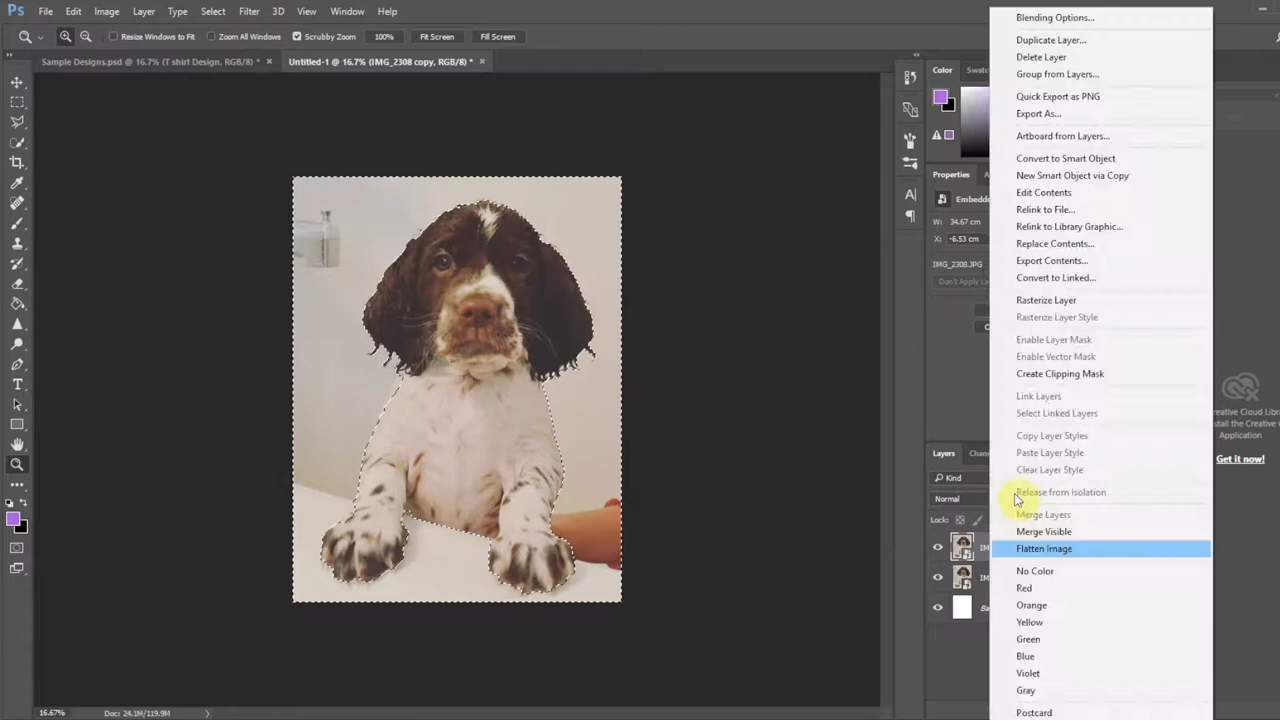 Ps File Edit Image Layer Type Select Filter 3D View Window Help
Resize Windows to Fit Zoom All Windows Scrubby Zoom 100% Fit Screen Fill Screen
Sample Designs.psd @ 16.7% (T shirt Design, RGB/8) * × Untitled-1 @ 16.7% (IMG_2308 copy, RGB/8) * ×
Color Swatc
Properties
Embedde
W: 34.67 cm
X: -6.53 cm
IMG_2308.JPG
Don't Apply L
Layers Chan
Kind
Normal
Lock:
IM
IM
Ba
Blending Options...
Duplicate Layer...
Delete Layer
Group from Layers...
Quick Export as PNG
Export As...
Artboard from Layers...
Convert to Smart Object
New Smart Object via Copy
Edit Contents
Relink to File...
Relink to Library Graphic...
Replace Contents...
Export Contents...
Convert to Linked...
Rasterize Layer
Rasterize Layer Style
Enable Layer Mask
Enable Vector Mask
Create Clipping Mask
Link Layers
Select Linked Layers
Copy Layer Styles
Paste Layer Style
Clear Layer Style
Release from Isolation
Merge Layers
Merge Visible
Flatten Image
No Color
Red
Orange
Yellow
Green
Blue
Violet
Gray
Postcard
reative Cloud Libr
stall the Creative C
Application
Get it now!
16.67% Doc: 24.1M/119.9M